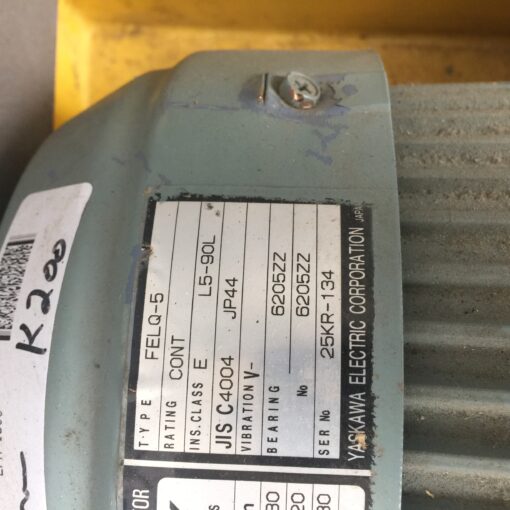 TYPE FELQ-5
RATING CONT
INS.CLASS E L5-90L
JIS C4004 JP44
VIBRATION V-
BEARING 6205ZZ
No 6205ZZ
SER No 25KR-134
YASKAWA ELECTRIC CORPORATION JAPAN
K200